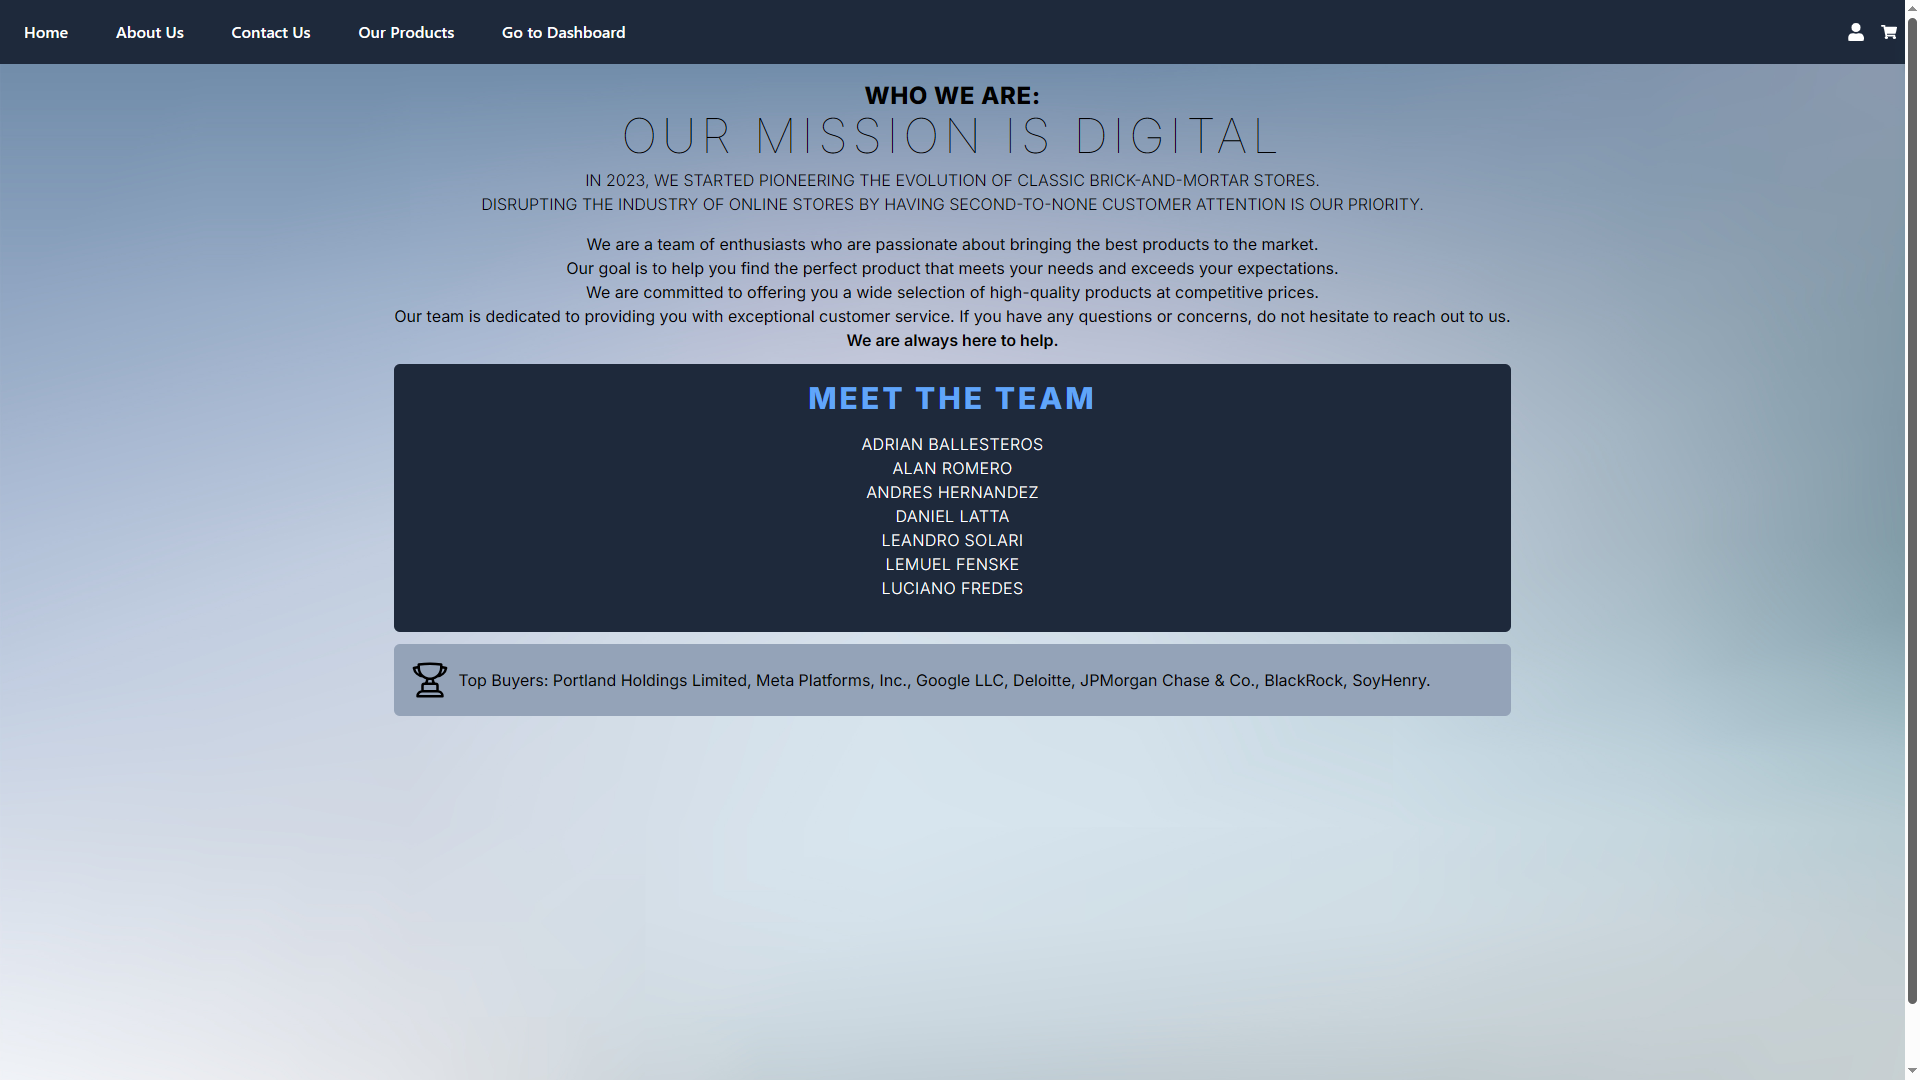 Home
About Us
Contact Us
Our Products
Go to Dashboard
WHO WE ARE:
OUR MISSION IS DIGITAL
IN 2023, WE STARTED PIONEERING THE EVOLUTION OF CLASSIC BRICK-AND-MORTAR STORES.
DISRUPTING THE INDUSTRY OF ONLINE STORES BY HAVING SECOND-TO-NONE CUSTOMER ATTENTION IS OUR PRIORITY.
We are a team of enthusiasts who are passionate about bringing the best products to the market.
Our goal is to help you find the perfect product that meets your needs and exceeds your expectations.
We are committed to offering you a wide selection of high-quality products at competitive prices.
Our team is dedicated to providing you with exceptional customer service. If you have any questions or concerns, do not hesitate to reach out to us.
We are always here to help.
MEET THE TEAM
ADRIAN BALLESTEROS
ALAN ROMERO
ANDRES HERNANDEZ
DANIEL LATTA
LEANDRO SOLARI
LEMUEL FENSKE
LUCIANO FREDES
Top Buyers: Portland Holdings Limited, Meta Platforms, Inc., Google LLC, Deloitte, JPMorgan Chase & Co., BlackRock, SoyHenry.